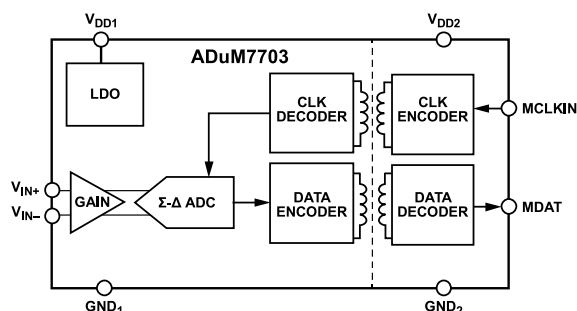 VDD1
VDD2
ADuM7703
LDO
CLK
DECODER
CLK
ENCODER
MCLKIN
VIN+
VIN–
GAIN
Σ-Δ ADC
DATA
ENCODER
DATA
DECODER
MDAT
GND1
GND2